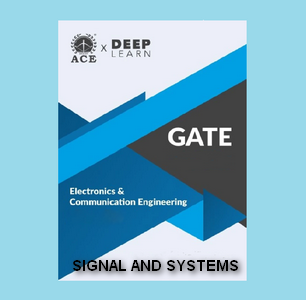 ACE x DEEP
LEARN
GATE
Electronics &
Communication Engineering
SIGNAL AND SYSTEMS